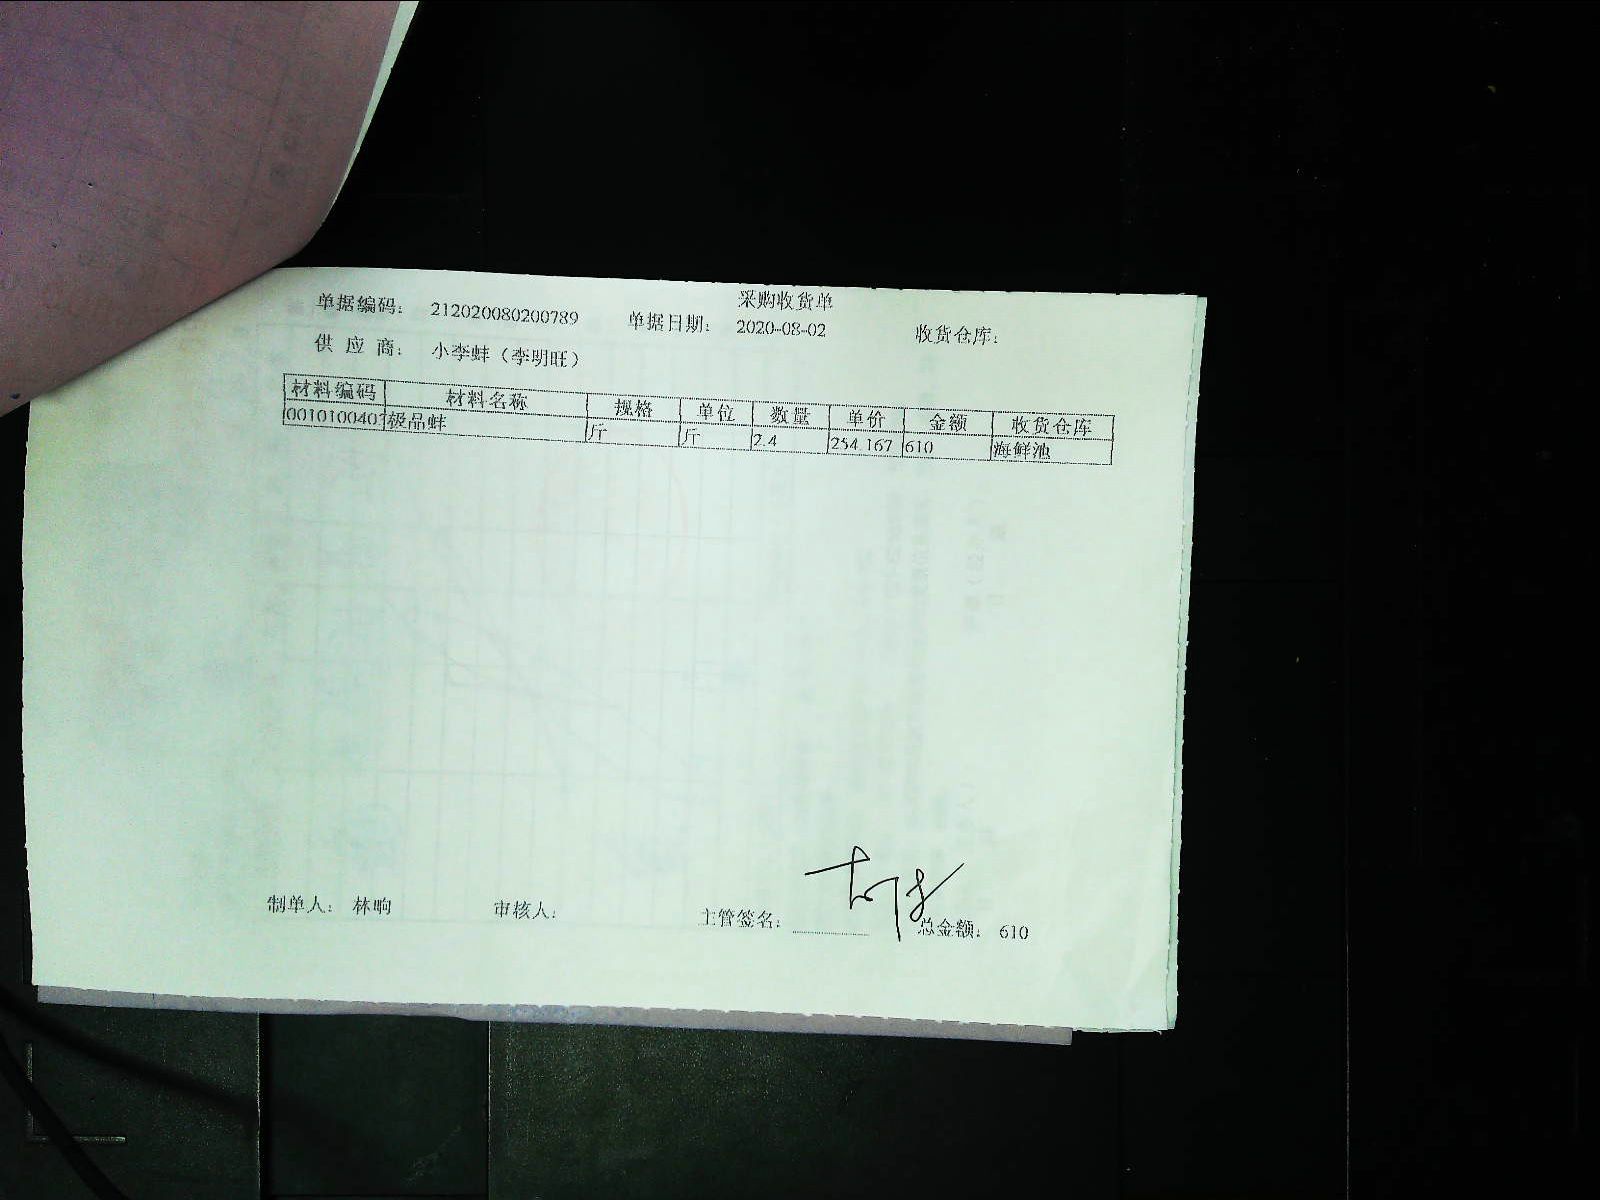 采购收货单
单据编码： 212020080200789 单据日期： 2020-08-02 收货仓库：
供 应 商： 小李蚌（李明旺）
材料编码 材料名称 规格 单位 数量 单价 金额 收货仓库
极品蚌 斤 斤 2.4 254.167 610 海鲜池
制单人： 林晌 审核人： 主管签名： 总金额： 610